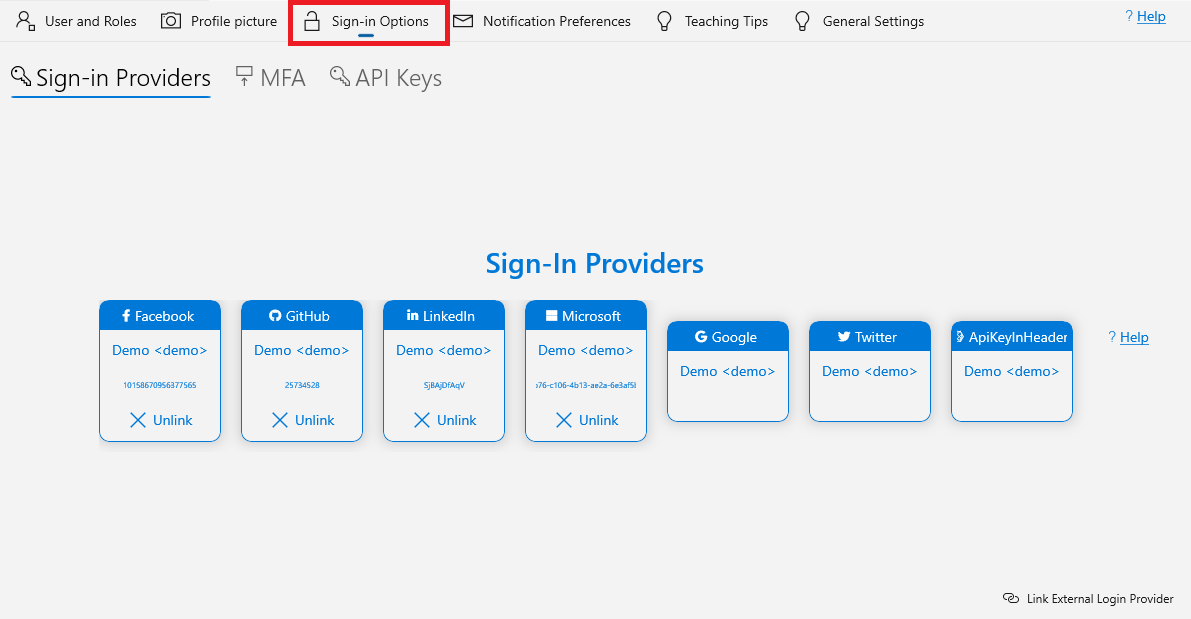 User and Roles Profile picture Sign-in Options Notification Preferences Teaching Tips General Settings ? Help
Sign-in Providers MFA API Keys
Sign-In Providers
Facebook
Demo <demo>
10158670956377565
Unlink
GitHub
Demo <demo>
25734528
Unlink
LinkedIn
Demo <demo>
SjBAjDfAqV
Unlink
Microsoft
Demo <demo>
76-c106-4b13-ae2a-6e3af5
Unlink
Google
Demo <demo>
Twitter
Demo <demo>
ApiKeyInHeader
Demo <demo>
? Help
Link External Login Provider